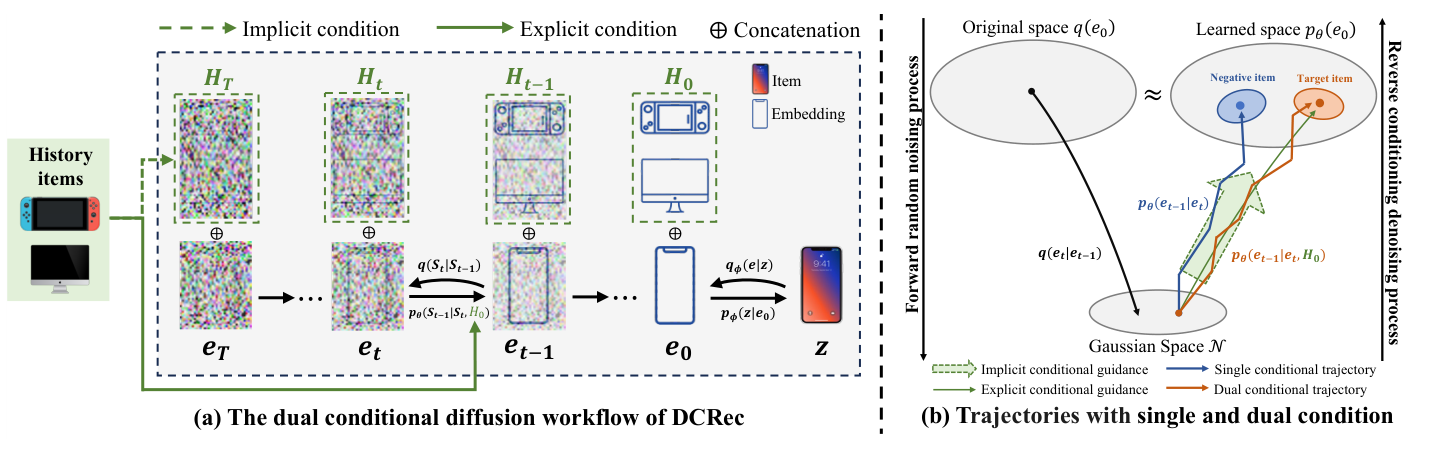 Implicit condition
Explicit condition
⊕ Concatenation
History
items
H_T
H_t
H_{t-1}
H_0
Item
Embedding
⊕
⊕
⊕
⊕
...
q(S_t|S_{t-1})
p_θ(S_{t-1}|S_t, H_0)
...
q_ϕ(e|z)
p_ϕ(z|e_0)
9:41
e_T
e_t
e_{t-1}
e_0
z
(a) The dual conditional diffusion workflow of DCRec
Forward random noising process
Original space q(e_0)
Learned space p_θ(e_0)
Negative item
Target item
≈
p_θ(e_{t-1}|e_t)
q(e_t|e_{t-1})
p_θ(e_{t-1}|e_t, H_0)
Gaussian Space 𝒩
Reverse conditioning denoising process
Implicit conditional guidance
Single conditional trajectory
Explicit conditional guidance
Dual conditional trajectory
(b) Trajectories with single and dual condition